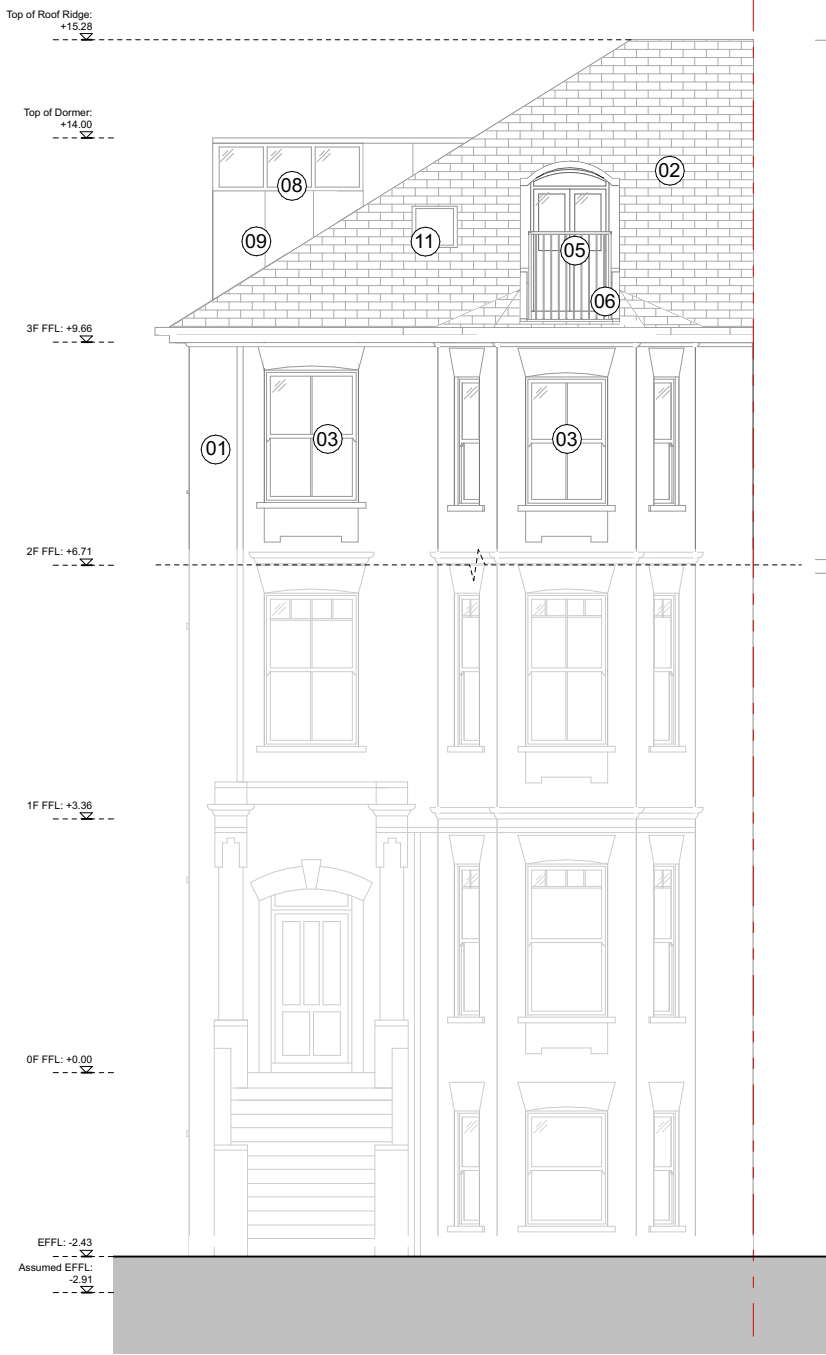 Top of Roof Ridge:
+15.28
Top of Dormer:
+14.00
02
08
09
11
05
06
3F FFL: +9.66
03
03
01
2F FFL: +6.71
1F FFL: +3.36
0F FFL: +0.00
EFFL: -2.43
Assumed EFFL:
-2.91